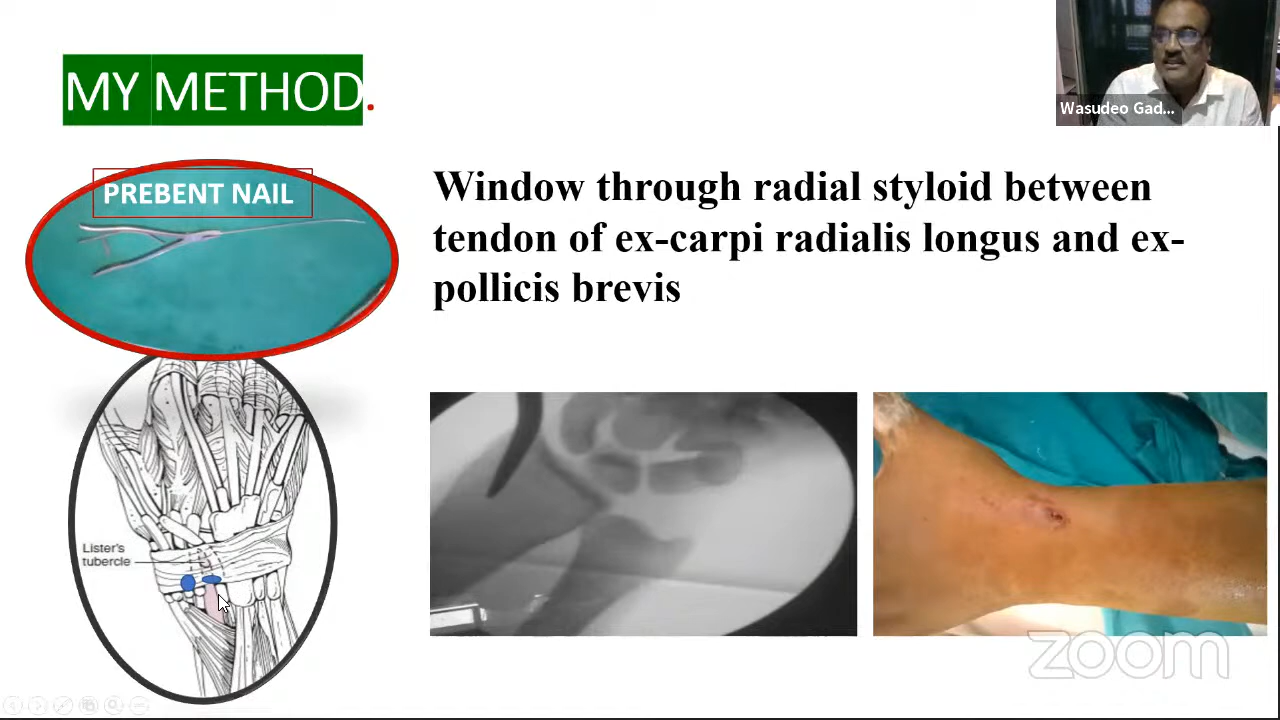 MY METHOD.
Wasudeo Gad...
PREBENT NAIL
Window through radial styloid between
tendon of ex-carpi radialis longus and ex-
pollicis brevis
Lister's
tubercle
zoom